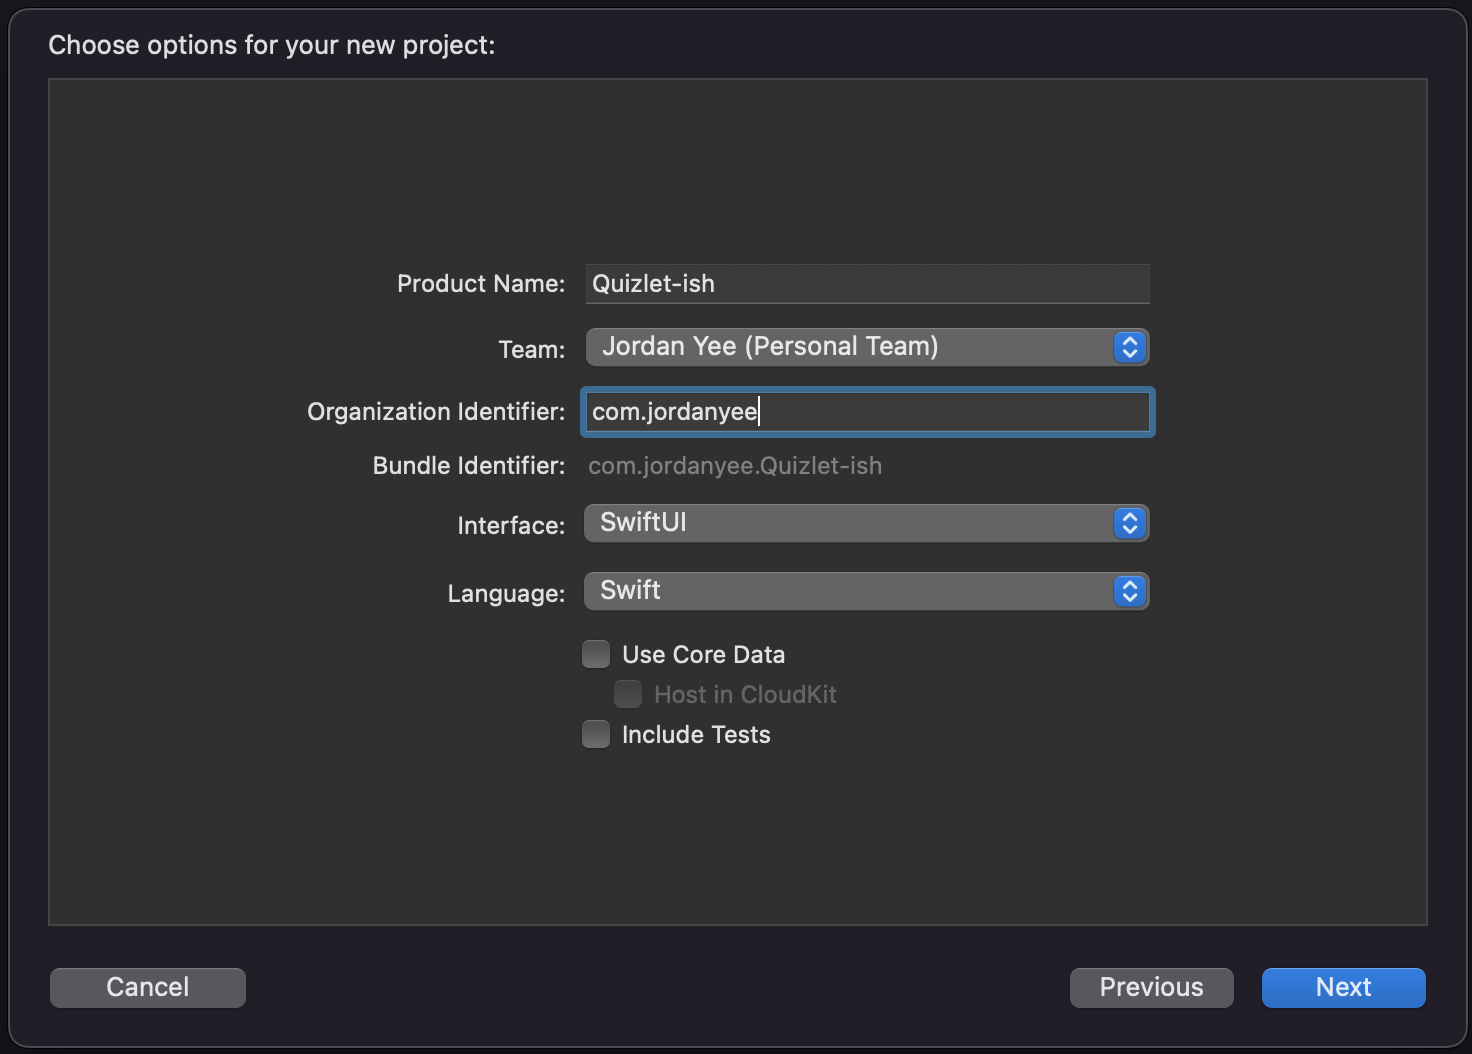 Choose options for your new project:
Product Name: Quizlet-ish
Team: Jordan Yee (Personal Team)
Organization Identifier: com.jordanyee
Bundle Identifier: com.jordanyee.Quizlet-ish
Interface: SwiftUI
Language: Swift
Use Core Data
Host in CloudKit
Include Tests
Cancel Previous Next